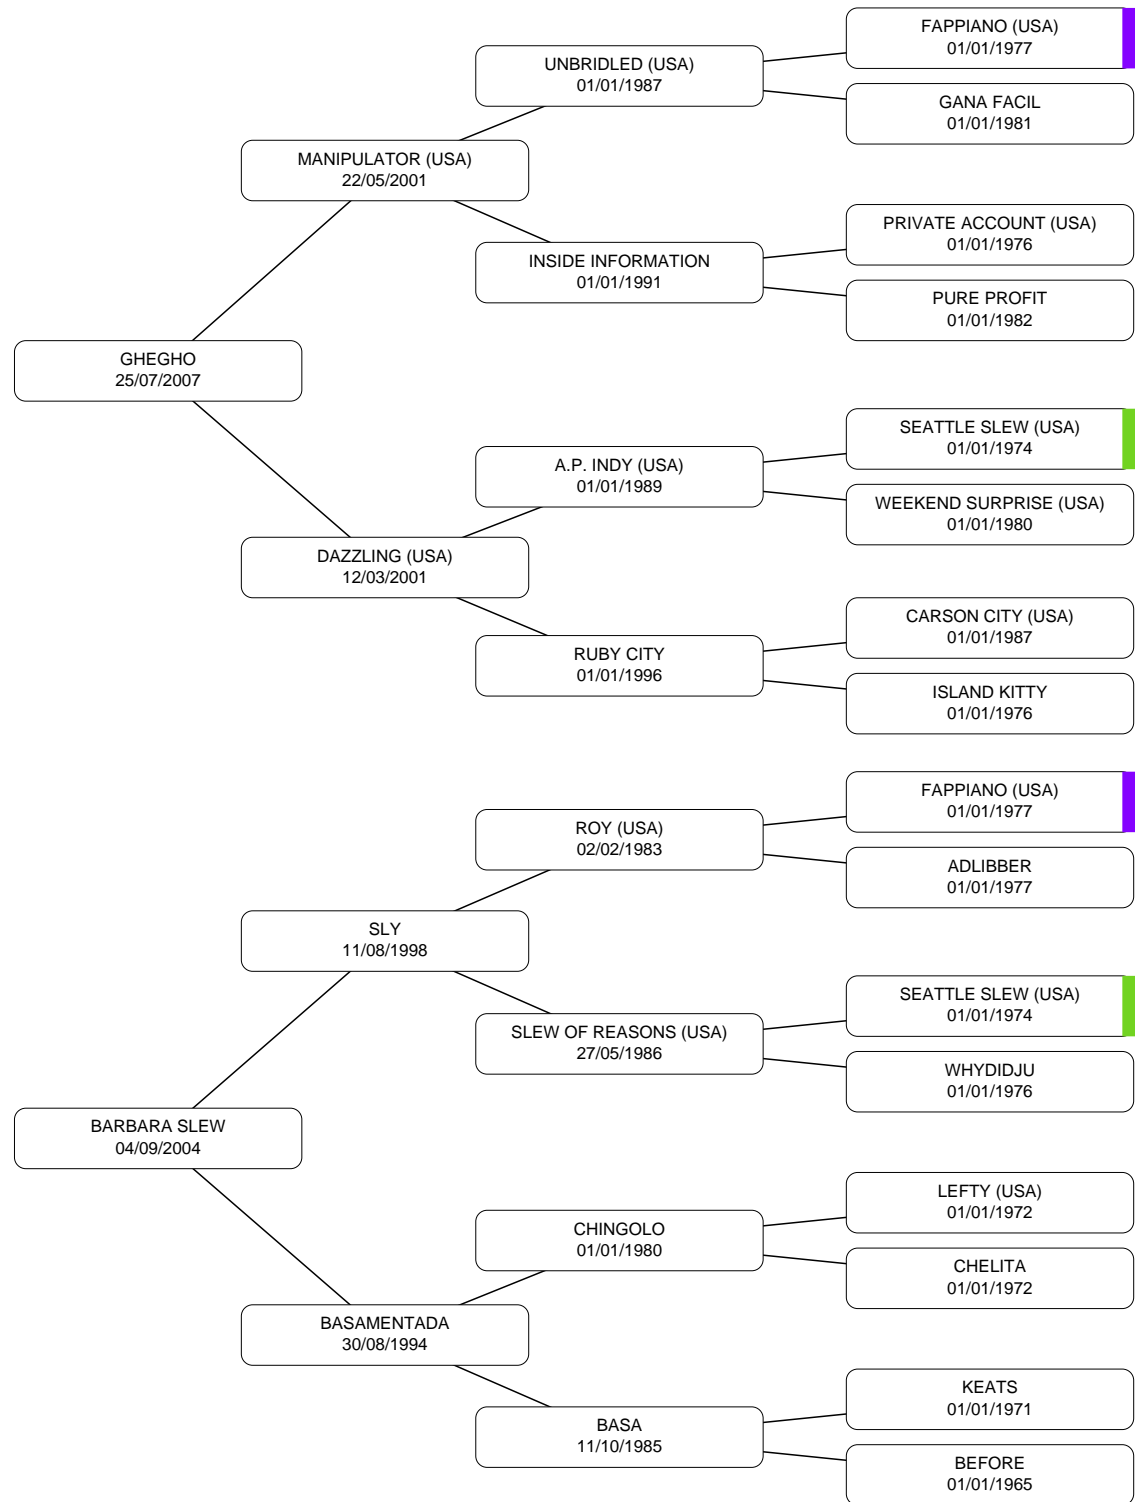 FAPPIANO (USA)
01/01/1977
UNBRIDLED (USA)
01/01/1987
GANA FACIL
01/01/1981
MANIPULATOR (USA)
22/05/2001
PRIVATE ACCOUNT (USA)
01/01/1976
INSIDE INFORMATION
01/01/1991
PURE PROFIT
01/01/1982
GHEGHO
25/07/2007
SEATTLE SLEW (USA)
01/01/1974
A.P. INDY (USA)
01/01/1989
WEEKEND SURPRISE (USA)
01/01/1980
DAZZLING (USA)
12/03/2001
CARSON CITY (USA)
01/01/1987
RUBY CITY
01/01/1996
ISLAND KITTY
01/01/1976
FAPPIANO (USA)
01/01/1977
ROY (USA)
02/02/1983
ADLIBBER
01/01/1977
SLY
11/08/1998
SEATTLE SLEW (USA)
01/01/1974
SLEW OF REASONS (USA)
27/05/1986
WHYDIDJU
01/01/1976
BARBARA SLEW
04/09/2004
LEFTY (USA)
01/01/1972
CHINGOLO
01/01/1980
CHELITA
01/01/1972
BASAMENTADA
30/08/1994
KEATS
01/01/1971
BASA
11/10/1985
BEFORE
01/01/1965